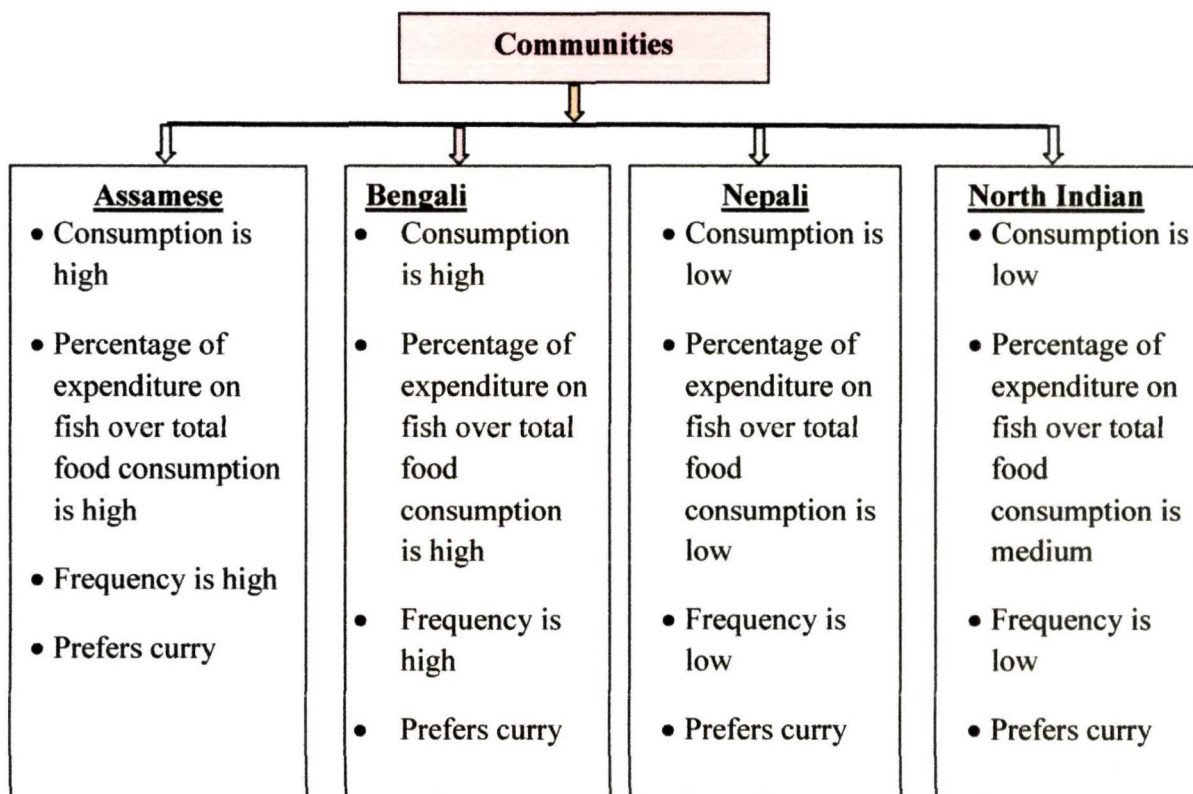 Communities
Assamese
• Consumption is
high
• Percentage of
expenditure on
fish over total
food consumption
is high
• Frequency is high
• Prefers curry
Bengali
• Consumption
is high
• Percentage of
expenditure on
fish over total
food
consumption
is high
• Frequency is
high
• Prefers curry
Nepali
• Consumption is
low
• Percentage of
expenditure on
fish over total
food
consumption is
low
• Frequency is
low
• Prefers curry
North Indian
• Consumption is
low
• Percentage of
expenditure on
fish over total
food
consumption is
medium
• Frequency is
low
• Prefers curry